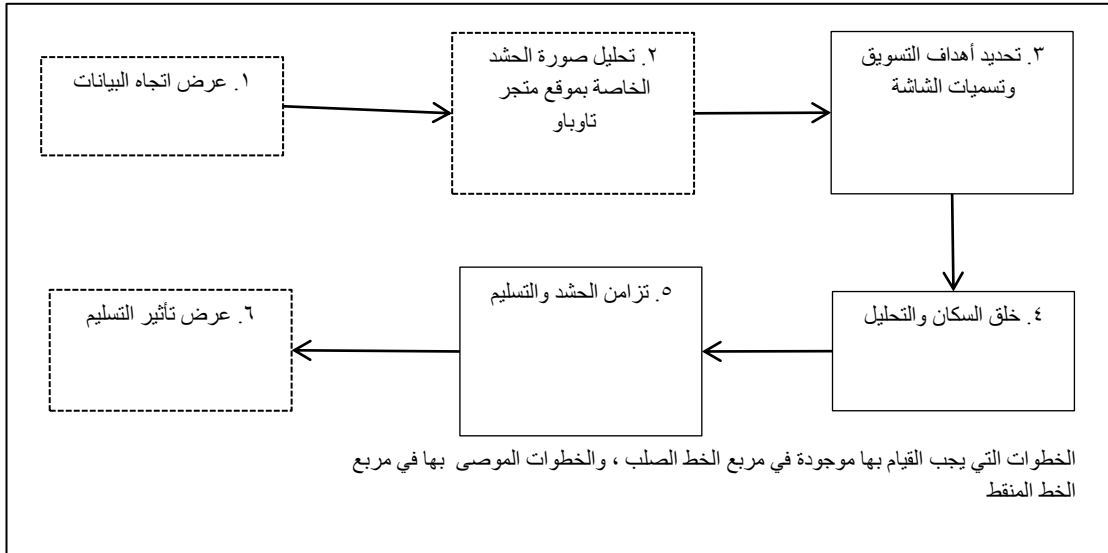 ١. عرض اتجاه البيانات
٢. تحليل صورة الحشد
الخاصة بموقع متجر
تاوباو
٣. تحديد أهداف التسويق
وتسميات الشاشة
٤. خلق السكان والتحليل
٥. تزامن الحشد والتسليم
٦. عرض تأثير التسليم
الخطوات التي يجب القيام بها موجودة في مربع الخط الصلب ، والخطوات الموصى بها في مربع
الخط المنقط